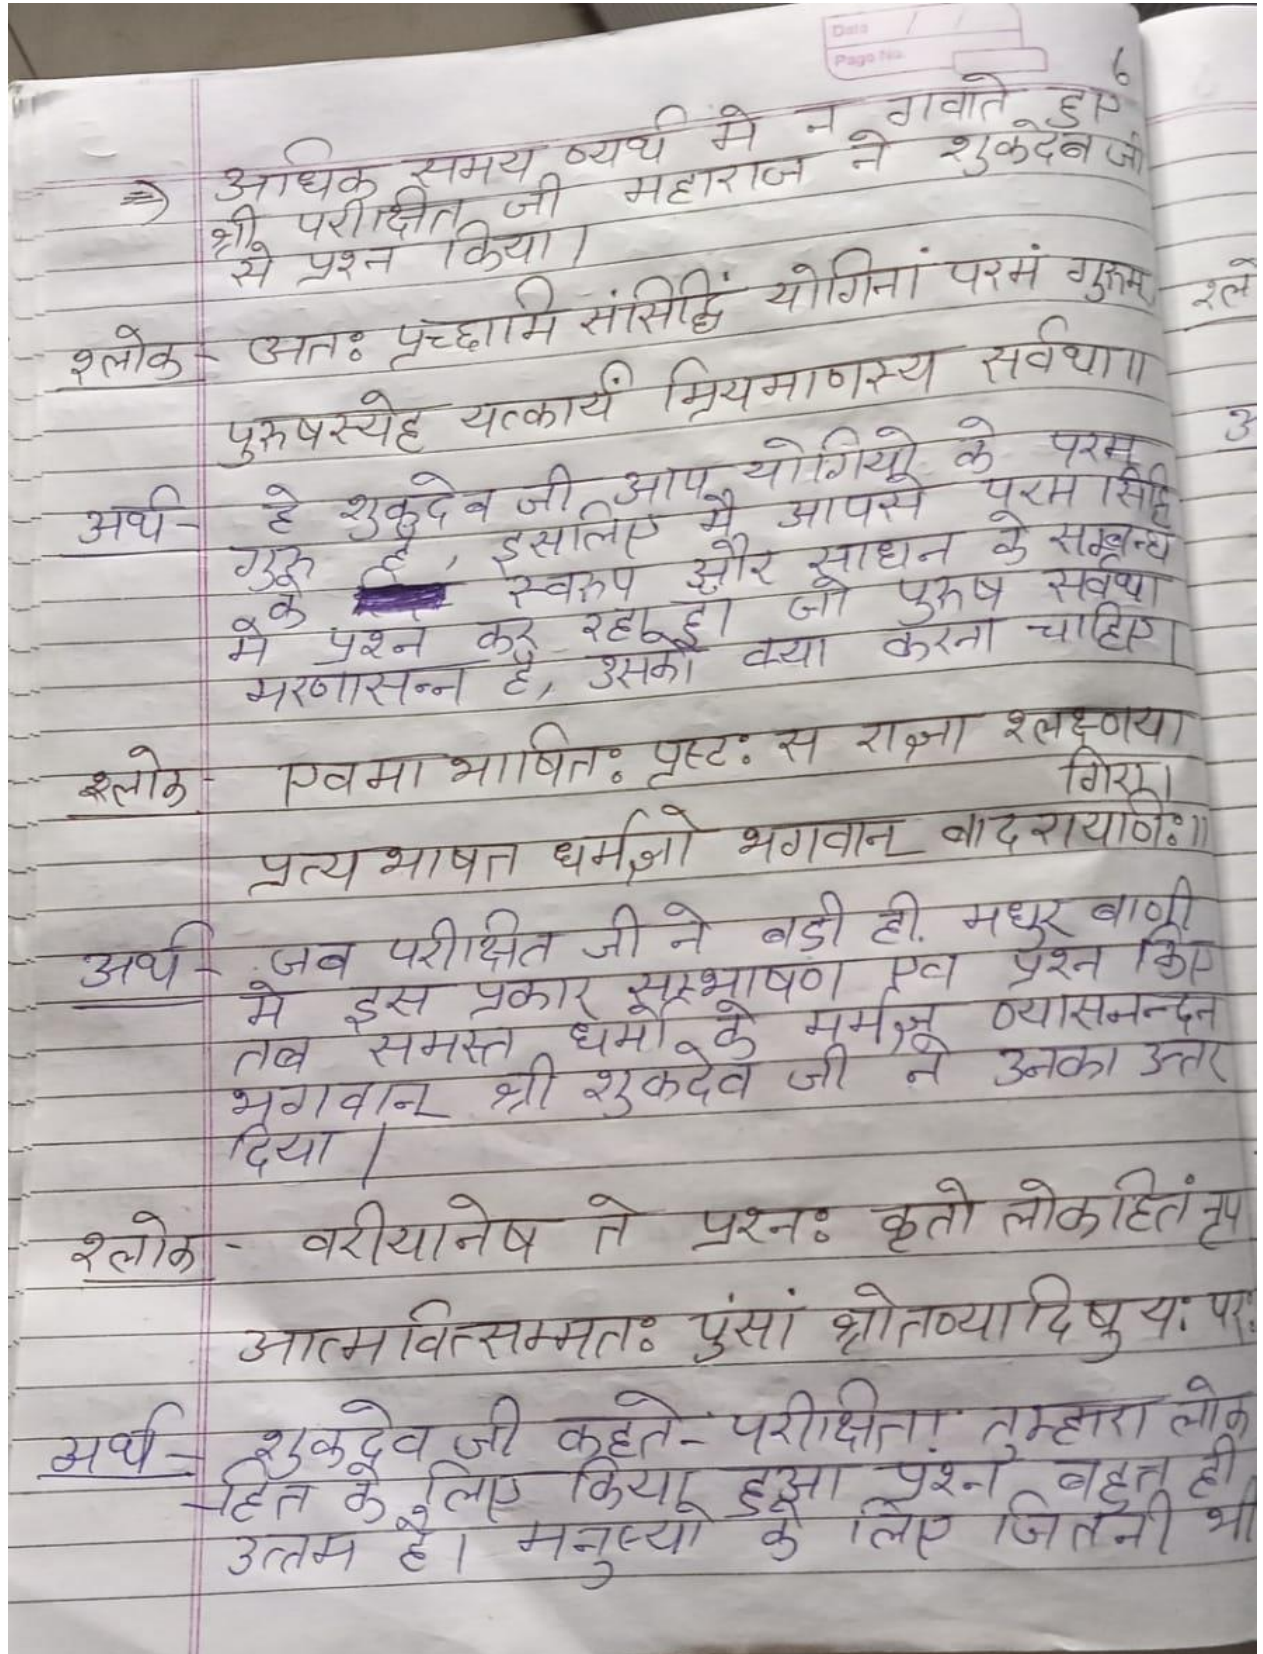 Date / /
Page No.
6
⇒ अधिक समय व्यर्थ मे न गवाते हुए
श्री परीक्षित जी महाराज ने शुकदेव जी
से प्रश्न किया।
श्लोक - अतः पृच्छामि संसिद्धिं योगिनां परमं गुरुम्
पुरुषस्येह यत्कार्यं म्रियमाणस्य सर्वथा॥
अर्थ - हे शुकदेव जी आप योगियो के परम
गुरु है, इसलिए मै आपसे परम सिद्धि
के स्वरुप और साधन के सम्बन्ध
मे प्रश्न कर रहा हू। जो पुरुष सर्वथा
मरणासन्न है, उसको क्या करना चाहिए।
श्लोक - एवमाभाषितः पृष्टः स राज्ञा श्लक्ष्णया
गिरा।
प्रत्यभाषत धर्मज्ञो भगवान् बादरायणिः॥
अर्थ - जब परीक्षित जी ने बडी ही मधुर बाणी
मे इस प्रकार सम्भाषण एव प्रश्न किए
तब समस्त धर्मो के मर्मज्ञ व्यासनन्दन
भगवान् श्री शुकदेव जी ने उनका उत्तर
दिया।
श्लोक - वरीयानेष ते प्रश्नः कृतो लोकहितं नृप
आत्मवित्सम्मतः पुंसां श्रोतव्यादिषु यः परः
अर्थ - शुकदेव जी कहते - परीक्षित! तुम्हारा लोक
-हित के लिए किया हुआ प्रश्न बहुत ही
उत्तम है। मनुष्यो के लिए जितनी भी
श्लो
अ